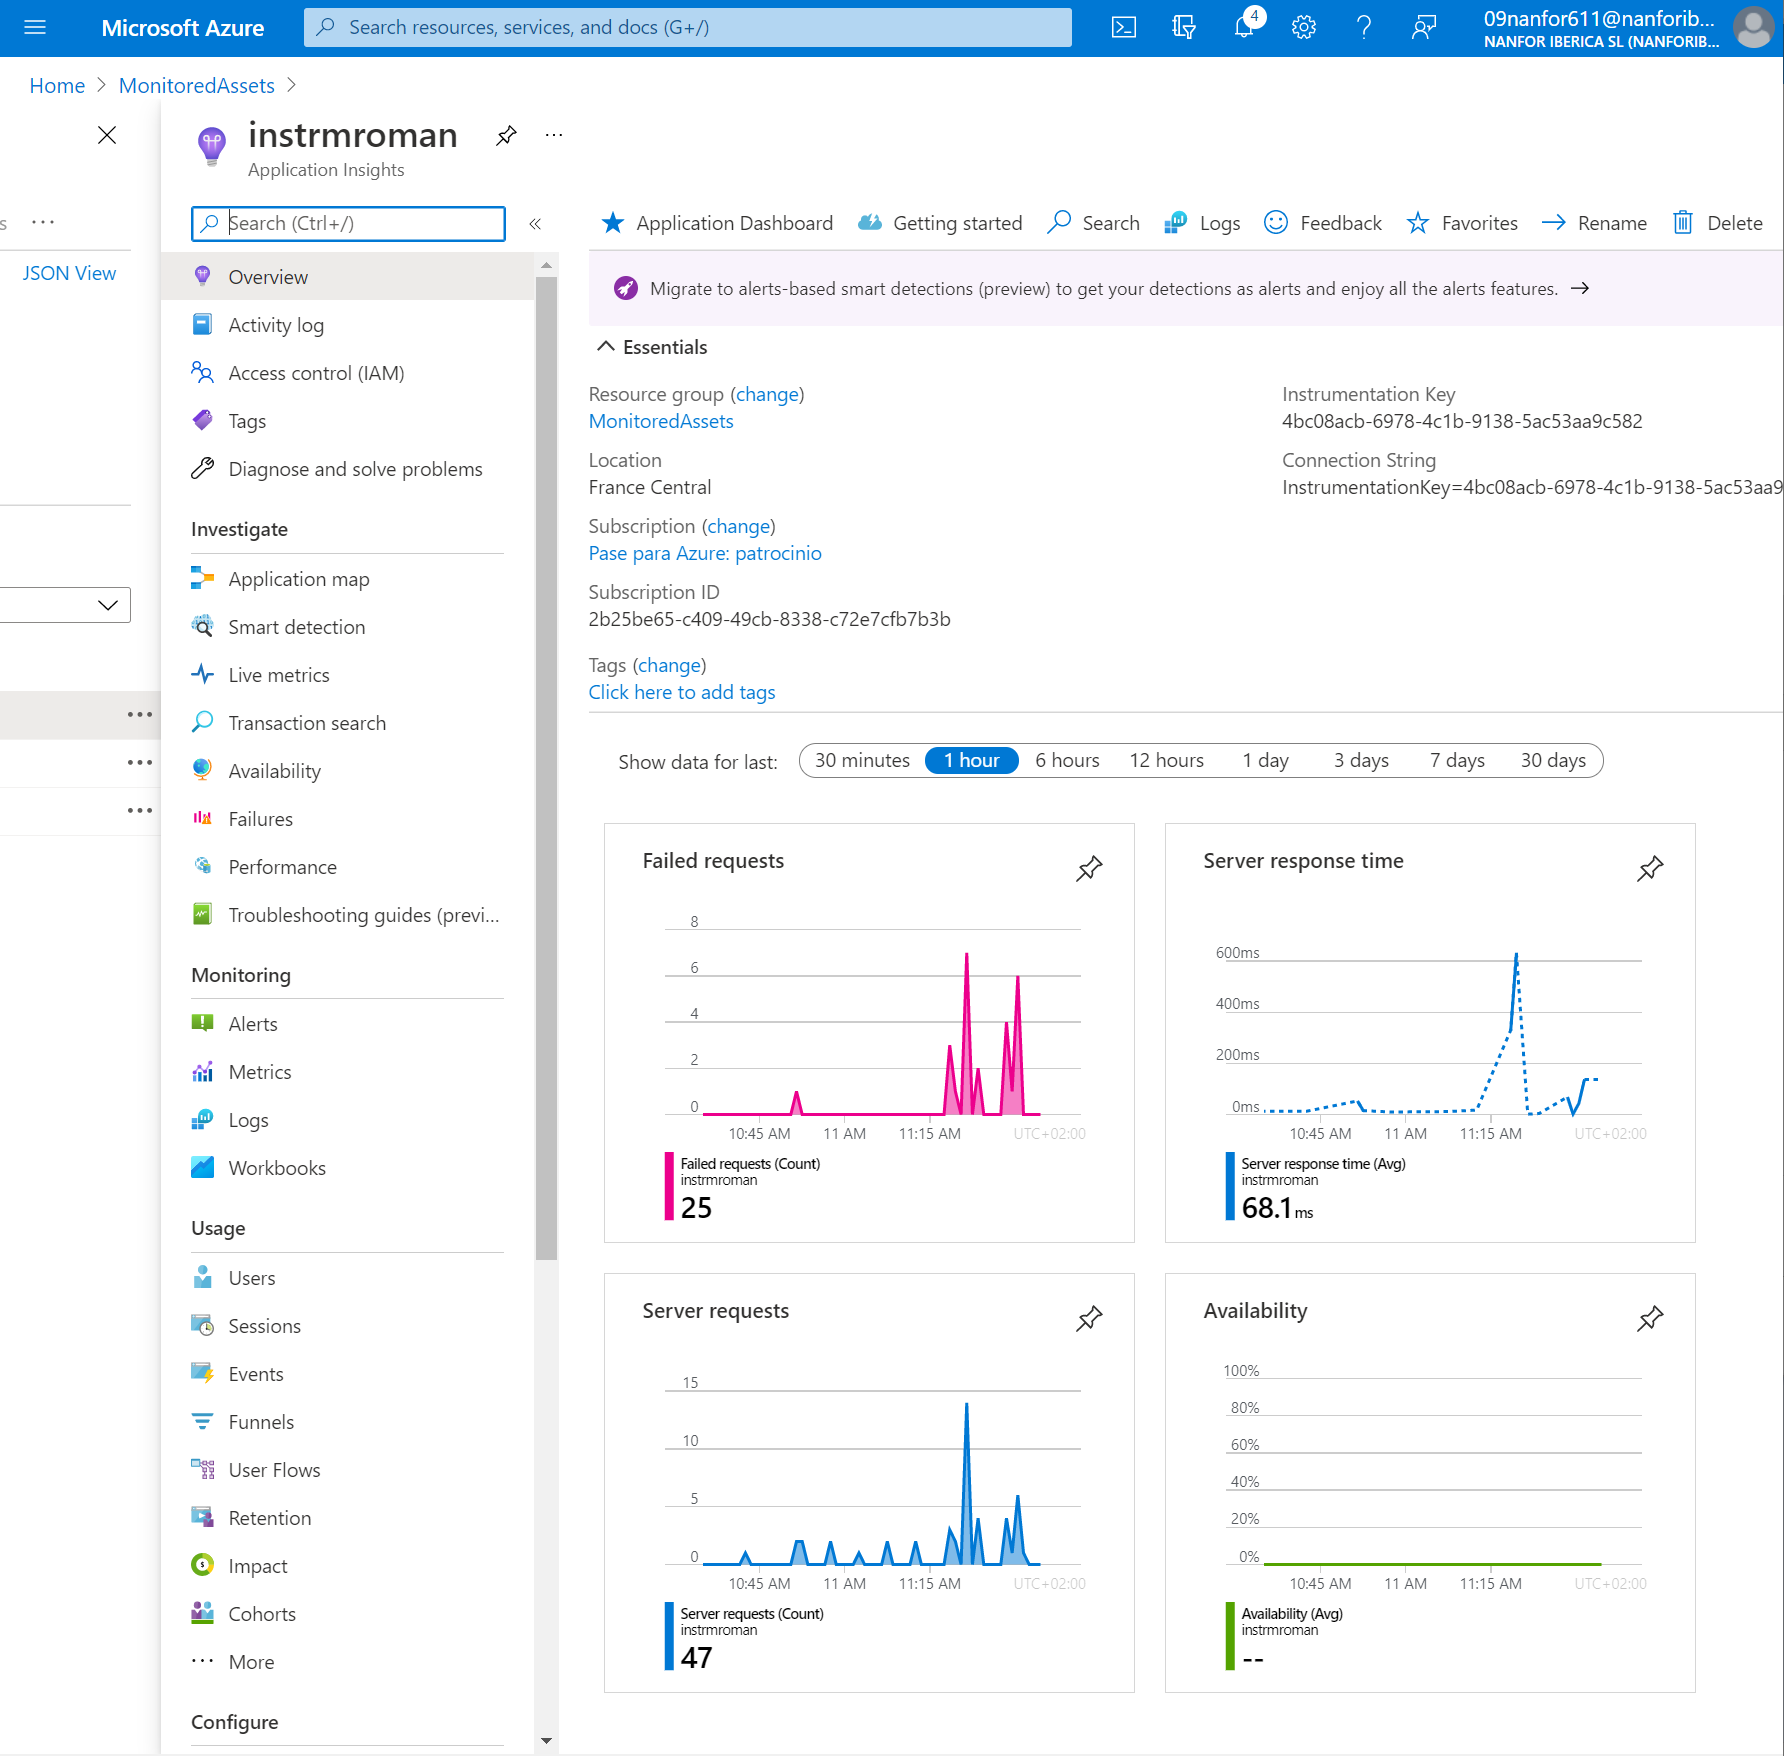 Microsoft Azure
Search resources, services, and docs (G+/)
4
09nanfor611@nanforib...
NANFOR IBERICA SL (NANFORIB...
Home > MonitoredAssets >
instrmroman
...
Application Insights
s ...
JSON View
Search (Ctrl+/)
«
Overview
Activity log
Access control (IAM)
Tags
Diagnose and solve problems
Investigate
Application map
Smart detection
Live metrics
Transaction search
Availability
Failures
Performance
Troubleshooting guides (previ...
Monitoring
Alerts
Metrics
Logs
Workbooks
Usage
Users
Sessions
Events
Funnels
User Flows
Retention
Impact
Cohorts
... More
Configure
Application Dashboard
Getting started
Search
Logs
Feedback
Favorites
Rename
Delete
Migrate to alerts-based smart detections (preview) to get your detections as alerts and enjoy all the alerts features. →
Essentials
Resource group (change)
MonitoredAssets
Location
France Central
Subscription (change)
Pase para Azure: patrocinio
Subscription ID
2b25be65-c409-49cb-8338-c72e7cfb7b3b
Tags (change)
Click here to add tags
Instrumentation Key
4bc08acb-6978-4c1b-9138-5ac53aa9c582
Connection String
InstrumentationKey=4bc08acb-6978-4c1b-9138-5ac53aa9
Show data for last:
30 minutes
1 hour
6 hours
12 hours
1 day
3 days
7 days
30 days
Failed requests
8
6
4
2
0
10:45 AM
11 AM
11:15 AM
UTC+02:00
Failed requests (Count)
instrmroman
25
Server response time
600ms
400ms
200ms
0ms
10:45 AM
11 AM
11:15 AM
UTC+02:00
Server response time (Avg)
instrmroman
68.1 ms
Server requests
15
10
5
0
10:45 AM
11 AM
11:15 AM
UTC+02:00
Server requests (Count)
instrmroman
47
Availability
100%
80%
60%
40%
20%
0%
10:45 AM
11 AM
11:15 AM
UTC+02:00
Availability (Avg)
instrmroman
--